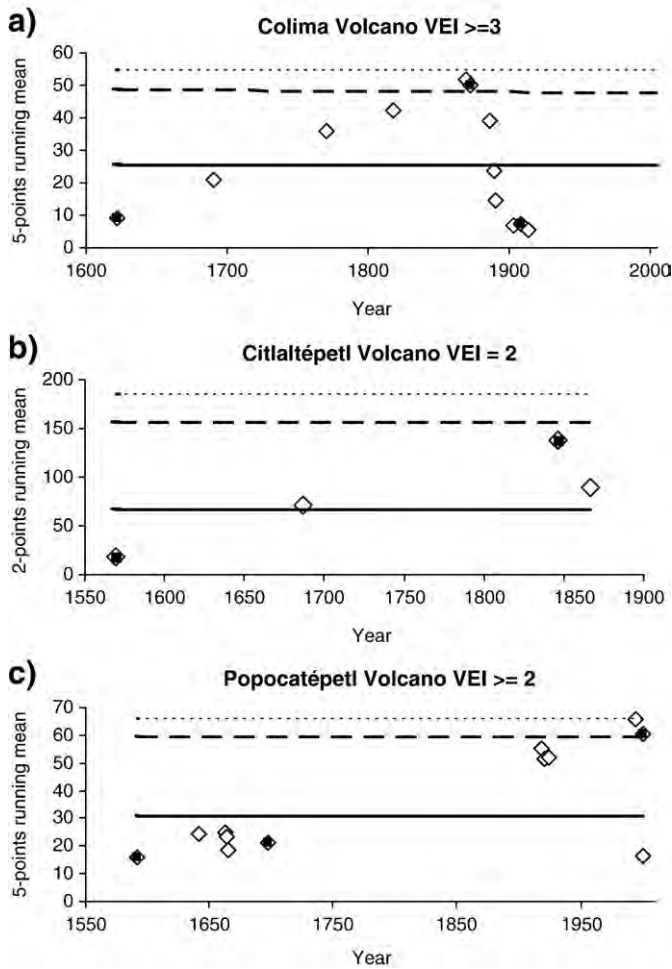 a)
Colima Volcano VEI >=3
60
50
40
30
20
10
0
5-points running mean
1600 1700 1800 1900 2000
Year
b)
Citlaltépetl Volcano VEI = 2
200
150
100
50
0
2-points running mean
1550 1600 1650 1700 1750 1800 1850 1900
Year
c)
Popocatépetl Volcano VEI >= 2
70
60
50
40
30
20
10
0
5-points running mean
1550 1650 1750 1850 1950
Year